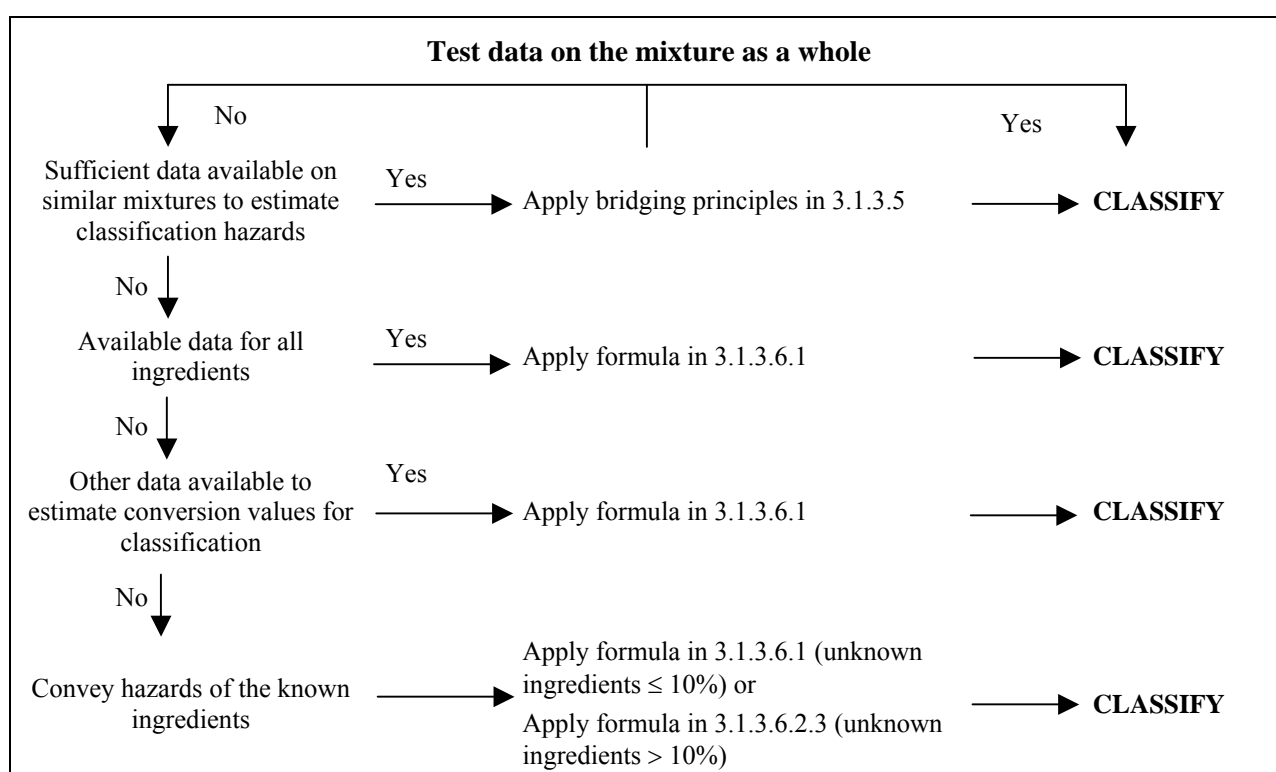 Test data on the mixture as a whole
No
Yes
Sufficient data available on
similar mixtures to estimate
classification hazards
Yes
Apply bridging principles in 3.1.3.5
CLASSIFY
No
Available data for all
ingredients
Yes
Apply formula in 3.1.3.6.1
CLASSIFY
No
Other data available to
estimate conversion values for
classification
Yes
Apply formula in 3.1.3.6.1
CLASSIFY
No
Convey hazards of the known
ingredients
Apply formula in 3.1.3.6.1 (unknown
ingredients ≤ 10%) or
Apply formula in 3.1.3.6.2.3 (unknown
ingredients > 10%)
CLASSIFY